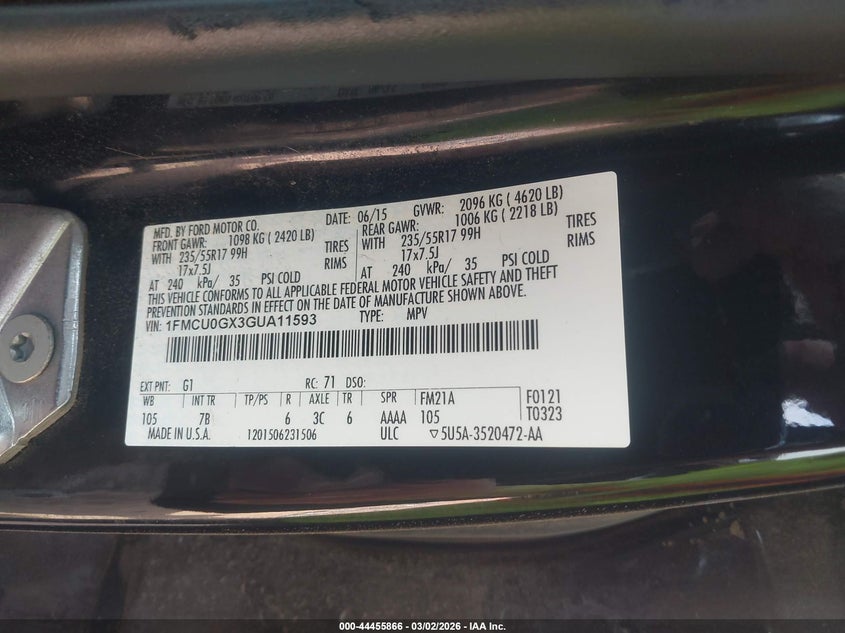 MFD. BY FORD MOTOR CO.
DATE: 06/15
GVWR: 2096 KG ( 4620 LB)
FRONT GAWR: 1098 KG ( 2420 LB)
REAR GAWR: 1006 KG ( 2218 LB)
WITH 235/55R17 99H TIRES
WITH 235/55R17 99H TIRES
17x7.5J RIMS
17x7.5J RIMS
AT 240 kPa/ 35 PSI COLD
AT 240 kPa/ 35 PSI COLD
THIS VEHICLE CONFORMS TO ALL APPLICABLE FEDERAL MOTOR VEHICLE SAFETY AND THEFT
PREVENTION STANDARDS IN EFFECT ON THE DATE OF MANUFACTURE SHOWN ABOVE.
VIN: 1FMCU0GX3GUA11593 TYPE: MPV
EXT PNT: G1 RC: 71 DSO:
WB INT TR TP/PS R AXLE TR SPR FM21A F0121
105 7B 6 3C 6 AAAA 105 T0323
MADE IN U.S.A. 1201506231506 ULC ▽5U5A-3520472-AA
000-44455866 - 03/02/2026 - IAA Inc.